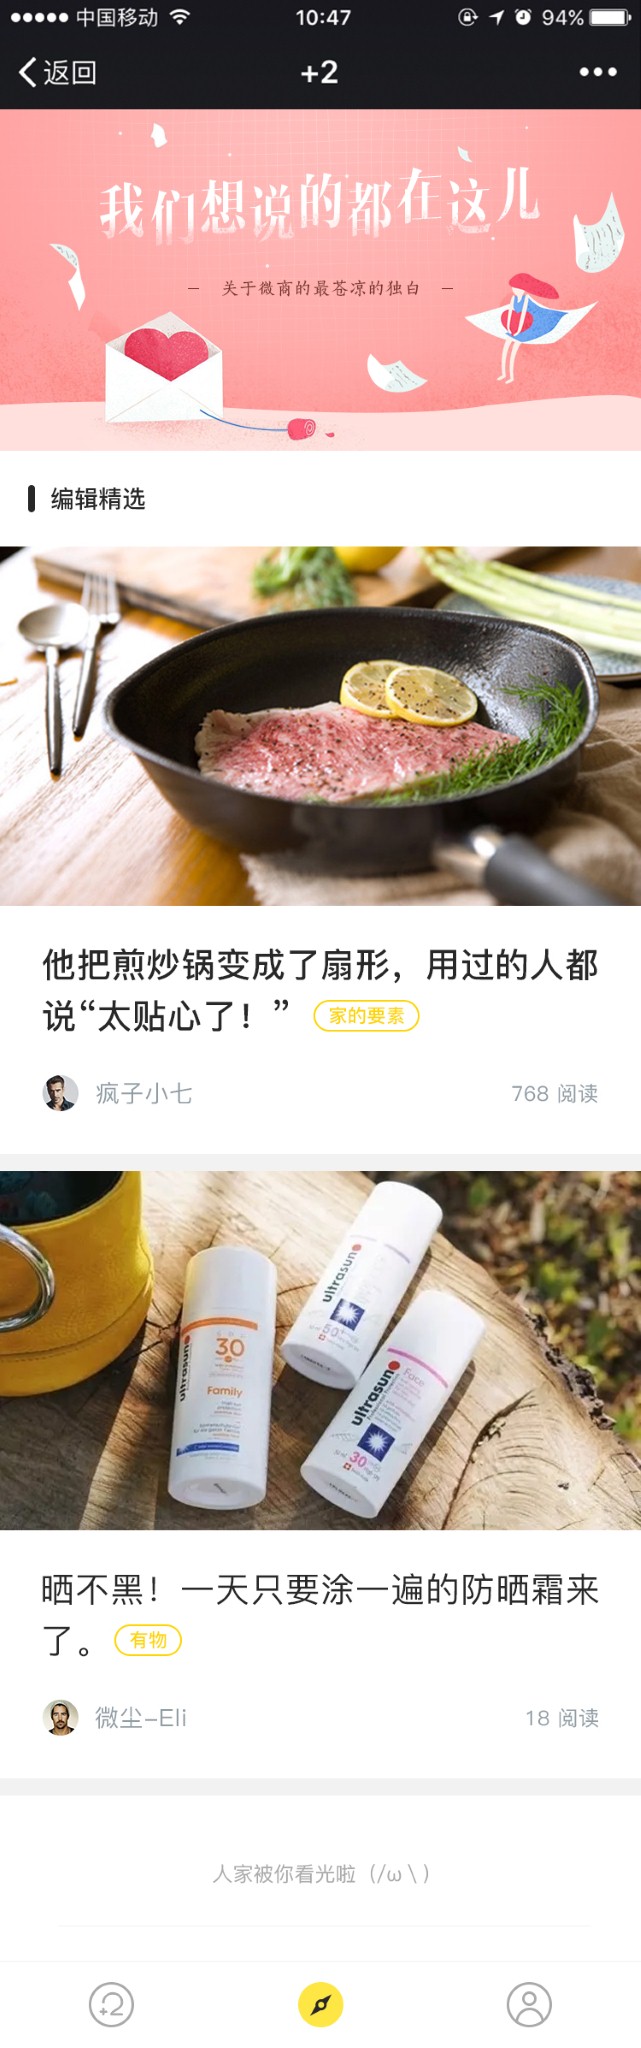 中国移动 10:47 94%
返回 +2
我们想说的都在这儿
— 关于微商的最苍凉的独白 —
编辑精选
他把煎炒锅变成了扇形，用过的人都
说“太贴心了！” 家的要素
疯子小七 768 阅读
ultrasun
50+
ultrasun
30
Family
ultrasun
Face
30
晒不黑！一天只要涂一遍的防晒霜来
了。 有物
微尘-Eli 18 阅读
人家被你看光啦（/ω\）
+2